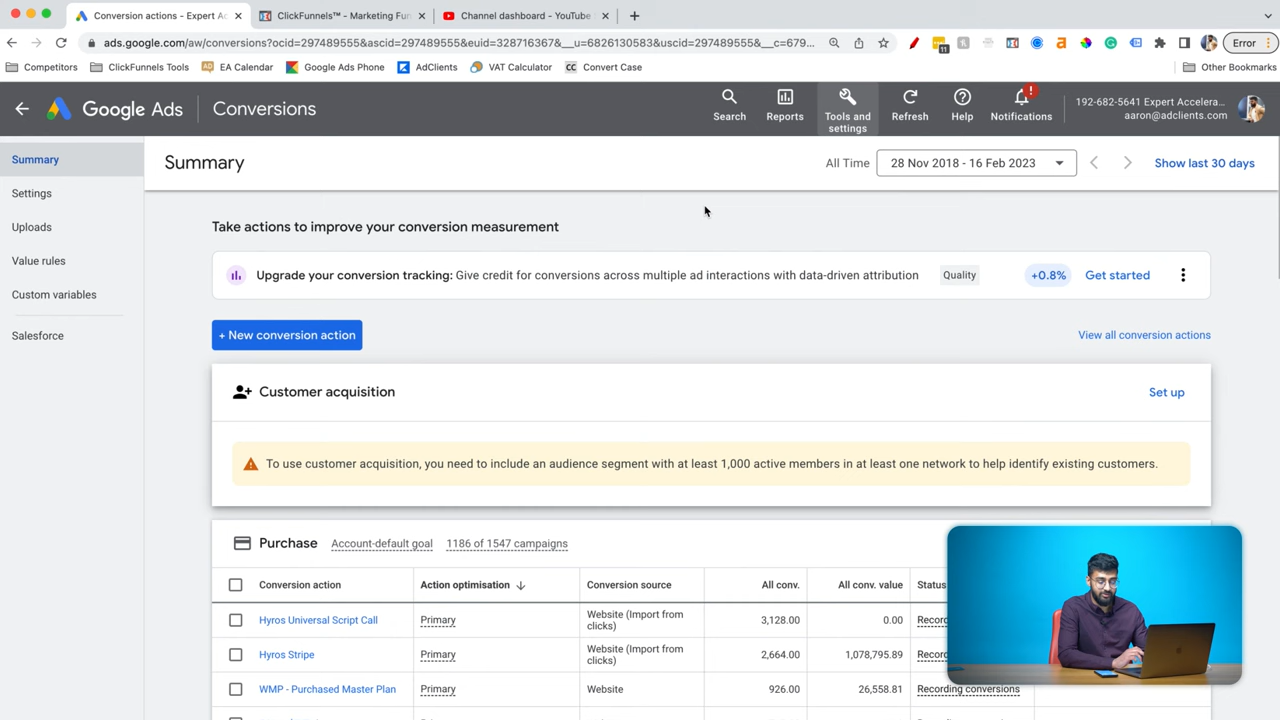 Conversion actions - Expert Ac
ClickFunnels™ - Marketing Fun
Channel dashboard - YouTube
ads.google.com/aw/conversions?ocid=297489555&ascid=297489555&euid=328716367&__u=6826130583&uscid=297489555&__c=679...
11
Error
Competitors
ClickFunnels Tools
EA Calendar
Google Ads Phone
AdClients
VAT Calculator
CC Convert Case
Other Bookmarks
Google Ads
Conversions
Search
Reports
Tools and settings
Refresh
Help
Notifications
192-682-5641 Expert Accelera...
aaron@adclients.com
Summary
Settings
Uploads
Value rules
Custom variables
Salesforce
Summary
All Time
28 Nov 2018 - 16 Feb 2023
Show last 30 days
Take actions to improve your conversion measurement
Upgrade your conversion tracking: Give credit for conversions across multiple ad interactions with data-driven attribution
Quality
+0.8%
Get started
+ New conversion action
View all conversion actions
Customer acquisition
Set up
To use customer acquisition, you need to include an audience segment with at least 1,000 active members in at least one network to help identify existing customers.
Purchase
Account-default goal
1186 of 1547 campaigns
Conversion action
Action optimisation
Conversion source
All conv.
All conv. value
Status
Hyros Universal Script Call
Primary
Website (Import from clicks)
3,128.00
0.00
Recor
Hyros Stripe
Primary
Website (Import from clicks)
2,664.00
1,078,795.89
Recor
WMP - Purchased Master Plan
Primary
Website
926.00
26,558.81
Recording conversions